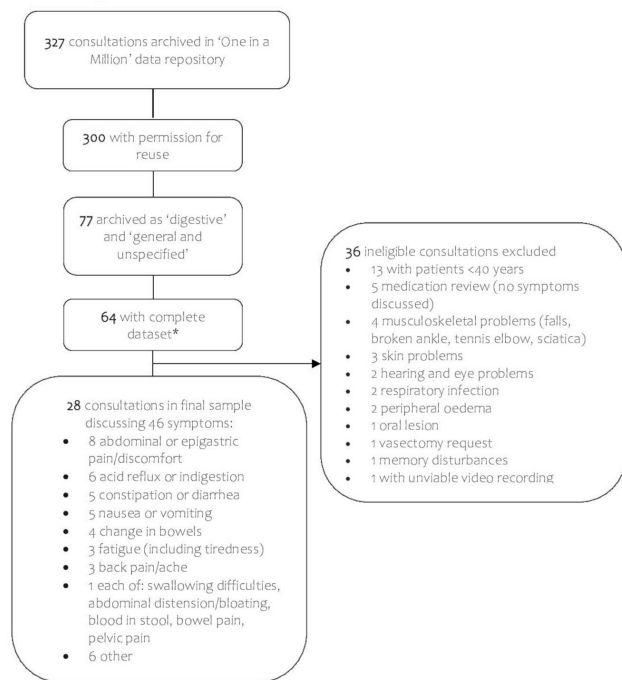 327 consultations archived in ‘One in a
Million’ data repository
300 with permission for
reuse
77 archived as ‘digestive’
and ‘general and
unspecified’
64 with complete
dataset*
36 ineligible consultations excluded
• 13 with patients <40 years
• 5 medication review (no symptoms
discussed)
• 4 musculoskeletal problems (falls,
broken ankle, tennis elbow, sciatica)
• 3 skin problems
• 2 hearing and eye problems
• 2 respiratory infection
• 2 peripheral oedema
• 1 oral lesion
• 1 vasectomy request
• 1 memory disturbances
• 1 with unviable video recording
28 consultations in final sample
discussing 46 symptoms:
• 8 abdominal or epigastric
pain/discomfort
• 6 acid reflux or indigestion
• 5 constipation or diarrhea
• 5 nausea or vomiting
• 4 change in bowels
• 3 fatigue (including tiredness)
• 3 back pain/ache
• 1 each of: swallowing difficulties,
abdominal distension/bloating,
blood in stool, bowel pain,
pelvic pain
• 6 other